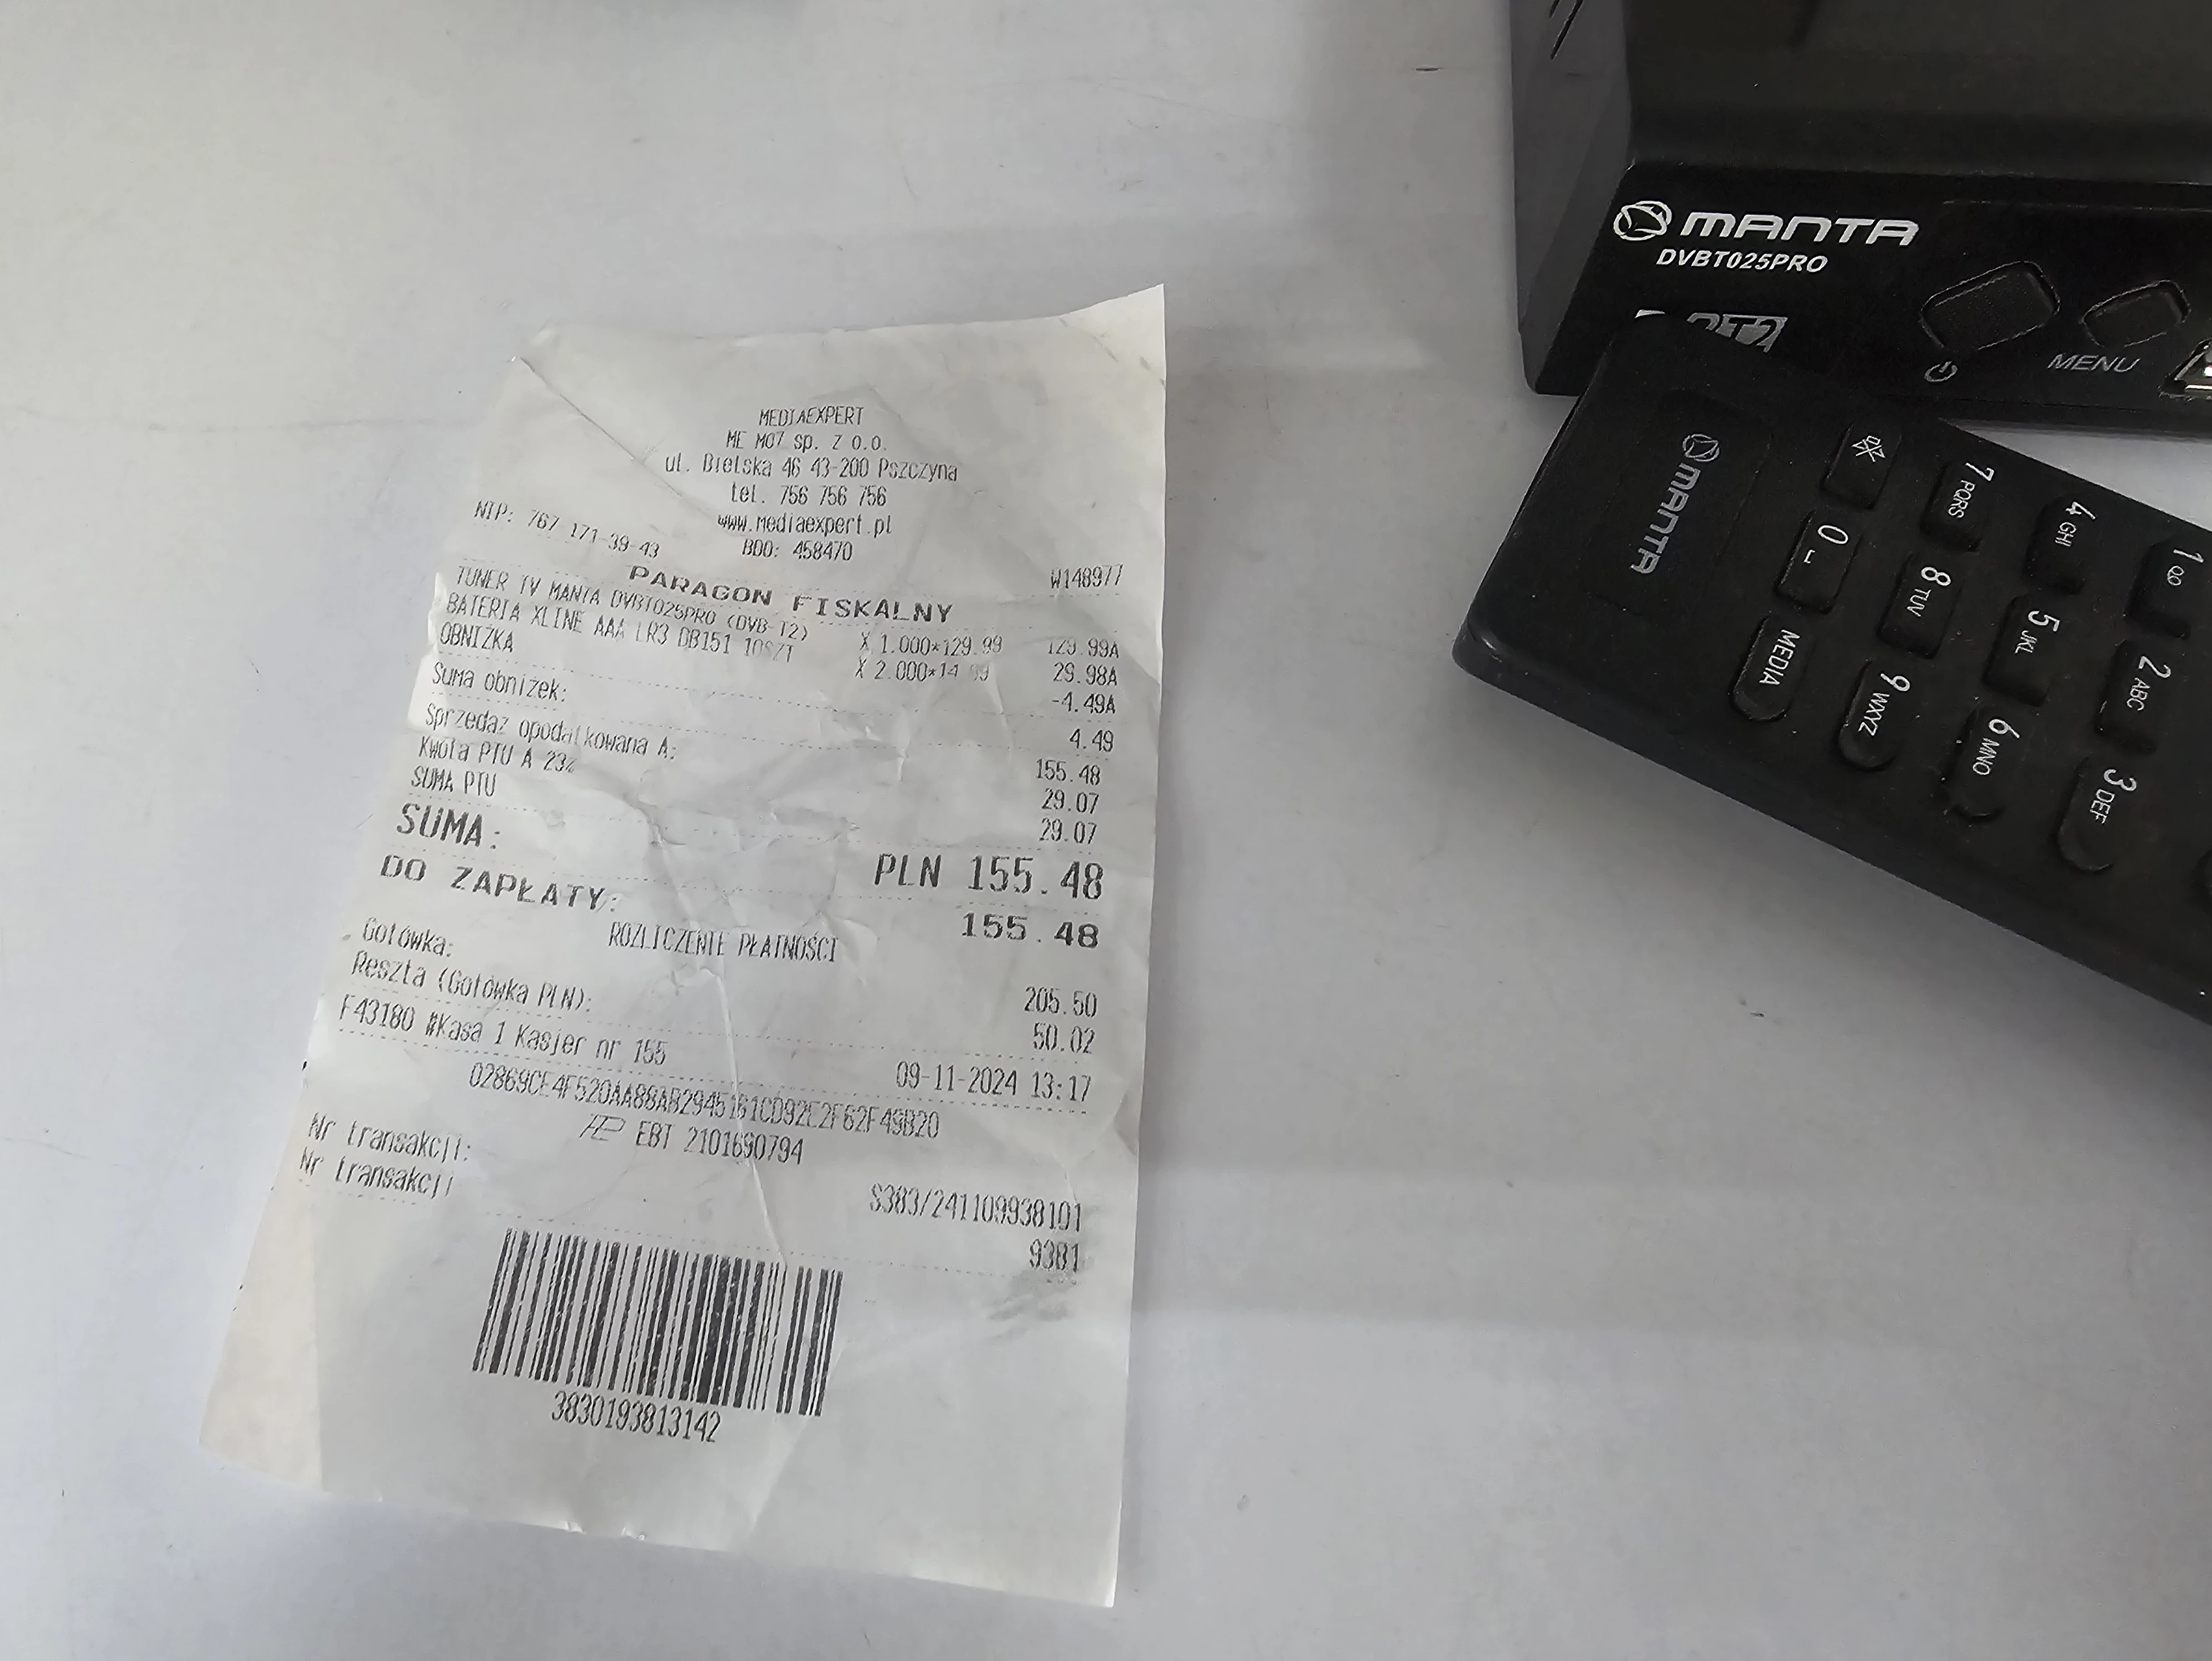 MEDIAEXPERT
ME M07 sp. z o.o.
ul. Bielska 46 43-200 Pszczyna
tel. 756 756 756
www.mediaexpert.pl
NIP: 767-171-39-43 BDO: 458470
W148977
PARAGON FISKALNY
TUNER TV MANTA DVBT025PRO (DVB-T2) X 1.000*129.99 129.99A
BATERIA XLINE AAA LR3 DB151 10SZT X 2.000*14.99 29.98A
OBNIŻKA -4.49A
Suma obniżek: 4.49
Sprzedaż opodatkowana A: 155.48
Kwota PTU A 23% 29.07
SUMA PTU 29.07
SUMA: PLN 155.48
DO ZAPŁATY: 155.48
ROZLICZENIE PŁATNOŚCI
Gotówka: 205.50
Reszta (Gotówka PLN): 50.02
F43180 #Kasa 1 Kasjer nr 155 09-11-2024 13:17
EBT 2101690794
Nr transakcji: S383/241109938101
Nr transakcji 9381
3830193813142
MANTA
DVBT025PRO
MENU
MANTA
7 PQRS
4 GHI
1
0
8 TUV
5 JKL
2 ABC
MEDIA
9 WXYZ
6 MNO
3 DEF